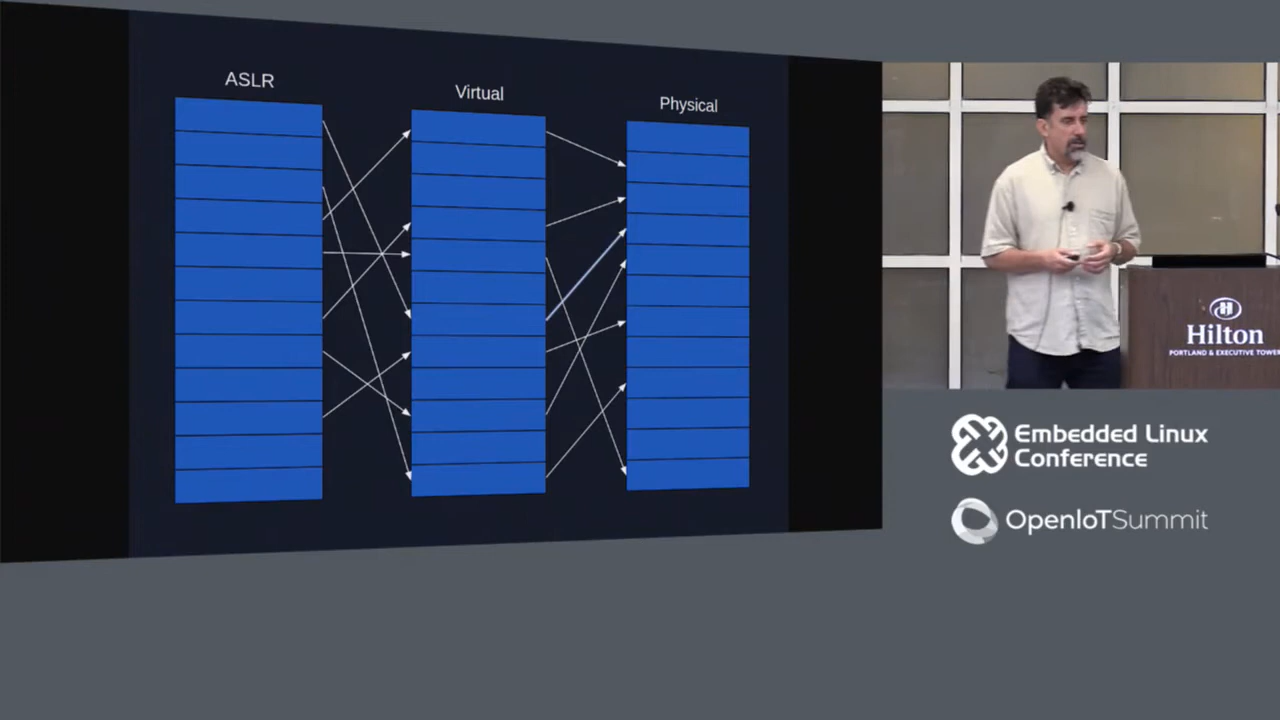 ASLR
Virtual
Physical
Hilton
PORTLAND & EXECUTIVE TOWER
Embedded Linux
Conference
OpenIoTSummit